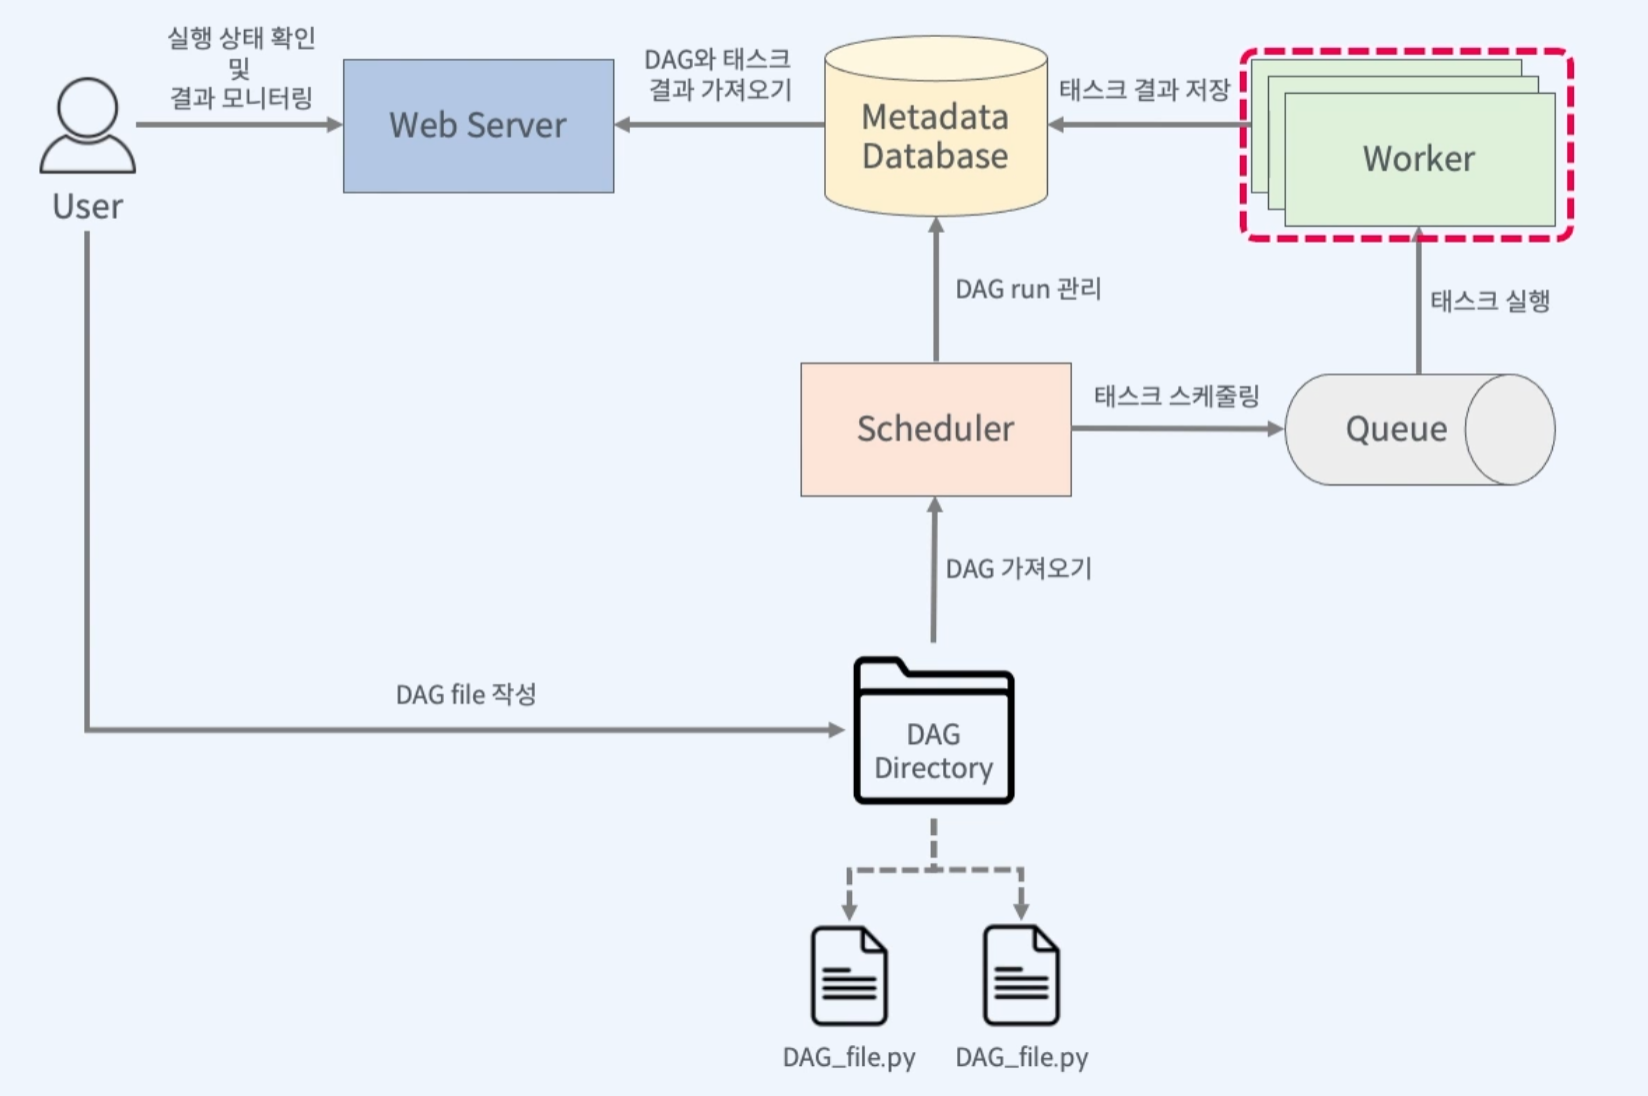 실행 상태 확인
및
결과 모니터링
User
Web Server
DAG와 태스크
결과 가져오기
Metadata
Database
태스크 결과 저장
Worker
DAG run 관리
태스크 실행
Scheduler
태스크 스케줄링
Queue
DAG 가져오기
DAG file 작성
DAG
Directory
DAG_file.py
DAG_file.py